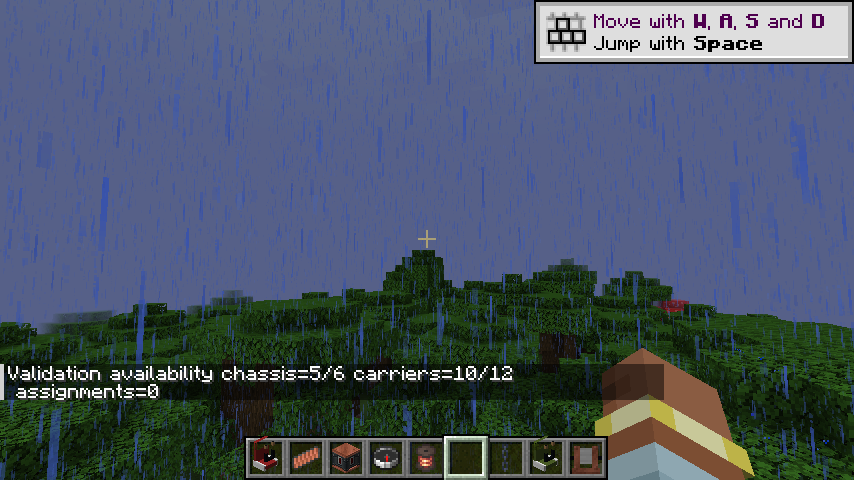 Move with W, A, S and D
Jump with Space
Validation availability chassis=5/6 carriers=10/12
assignments=0